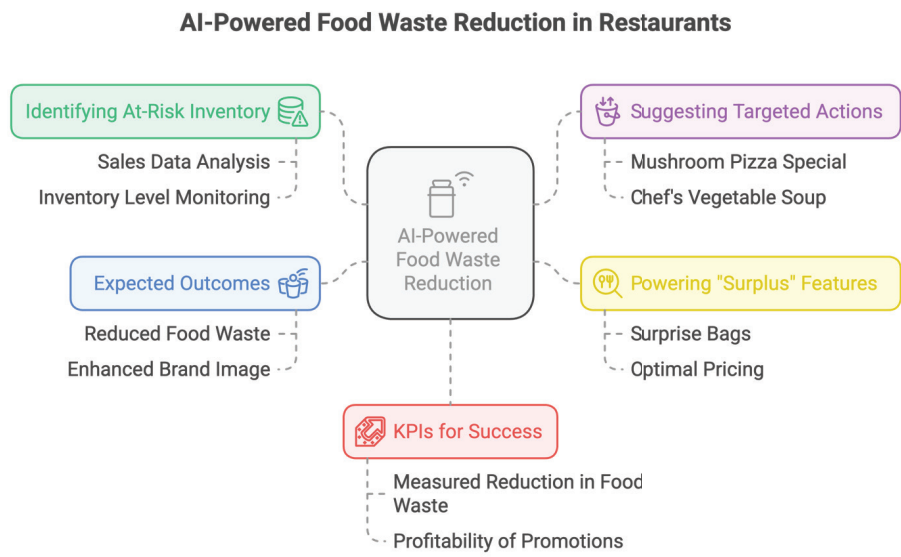 AI-Powered Food Waste Reduction in Restaurants
Identifying At-Risk Inventory
Sales Data Analysis
Inventory Level Monitoring
Expected Outcomes
Reduced Food Waste
Enhanced Brand Image
AI-Powered
Food Waste
Reduction
Suggesting Targeted Actions
Mushroom Pizza Special
Chef's Vegetable Soup
Powering "Surplus" Features
Surprise Bags
Optimal Pricing
KPIs for Success
Measured Reduction in Food
Waste
Profitability of Promotions